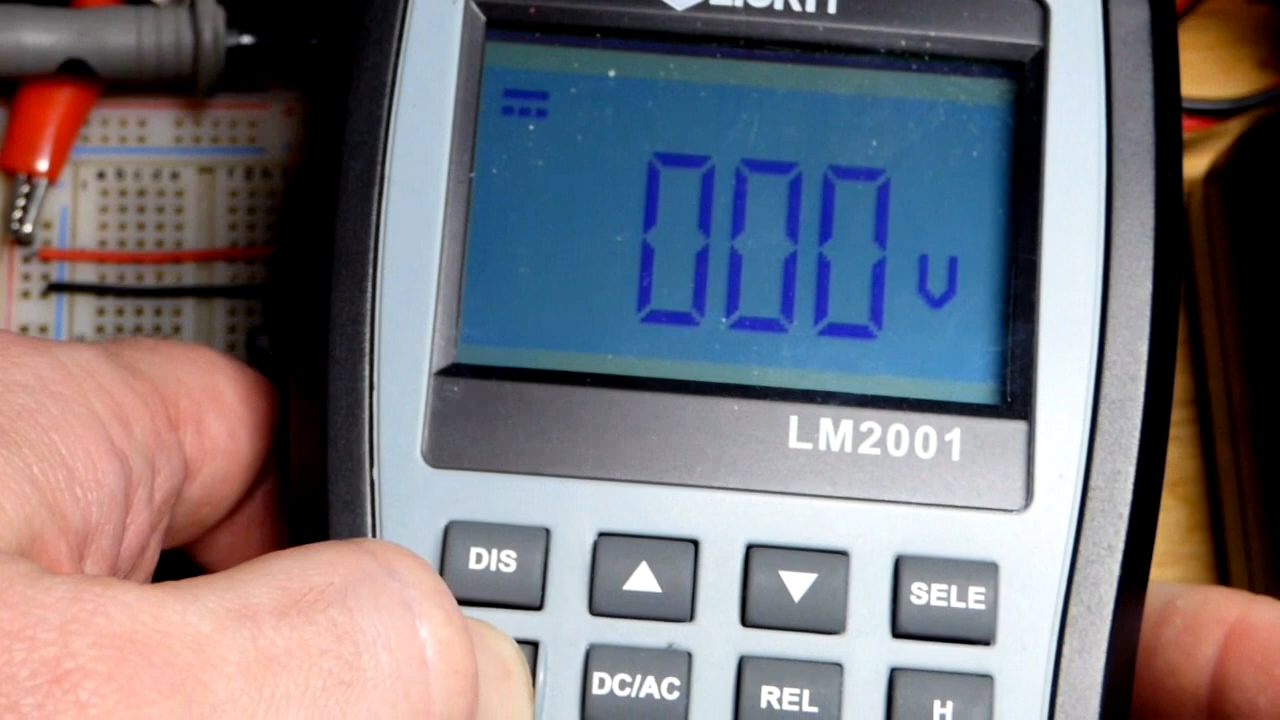 000 V
LM2001
DIS ▲ ▼ SELE
DC/AC REL H